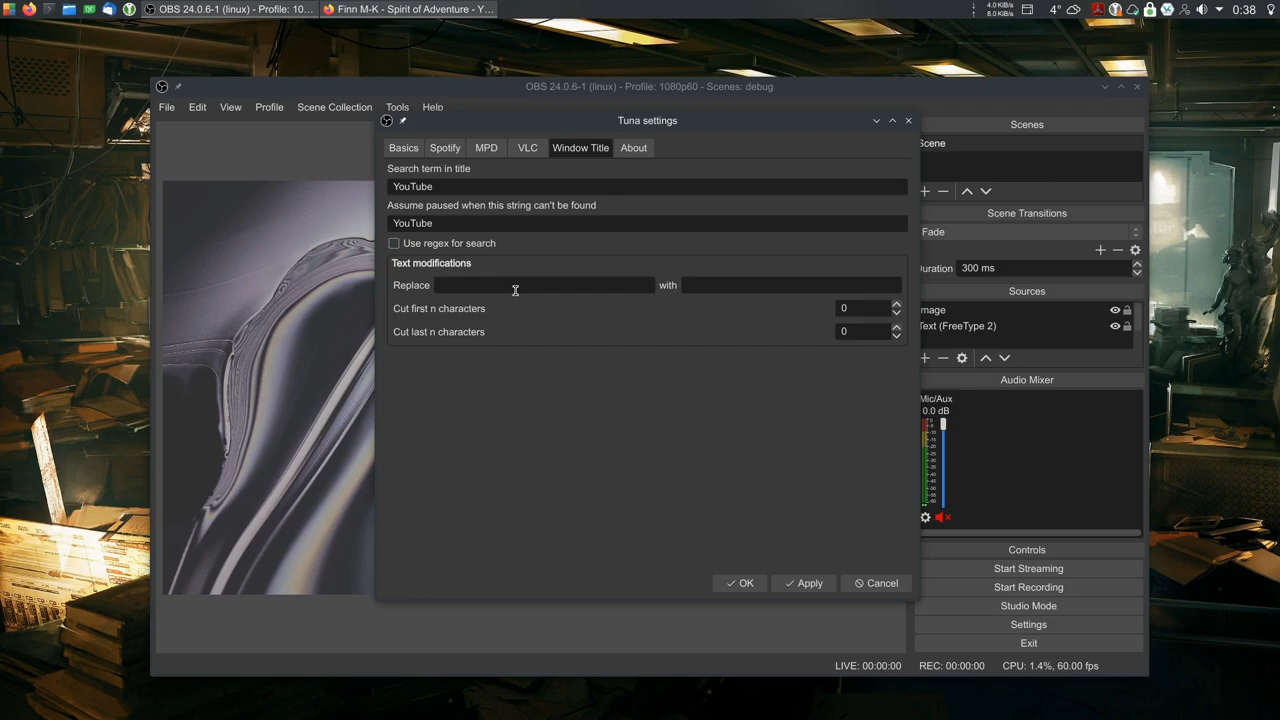 OBS 24.0.6-1 (linux) - Profile: 10... Finn M-K - Spirit of Adventure - Y... 4.0 KiB/s 8.0 KiB/s 4° 0:38
OBS 24.0.6-1 (linux) - Profile: 1080p60 - Scenes: debug
File Edit View Profile Scene Collection Tools Help
Tuna settings
Basics Spotify MPD VLC Window Title About
Search term in title
YouTube
Assume paused when this string can't be found
YouTube
Use regex for search
Text modifications
Replace with
Cut first n characters 0
Cut last n characters 0
OK Apply Cancel
Scenes
Scene
Scene Transitions
Fade
uration 300 ms
Sources
mage
Text (FreeType 2)
Audio Mixer
Mic/Aux
0.0 dB
Controls
Start Streaming
Start Recording
Studio Mode
Settings
Exit
LIVE: 00:00:00 REC: 00:00:00 CPU: 1.4%, 60.00 fps